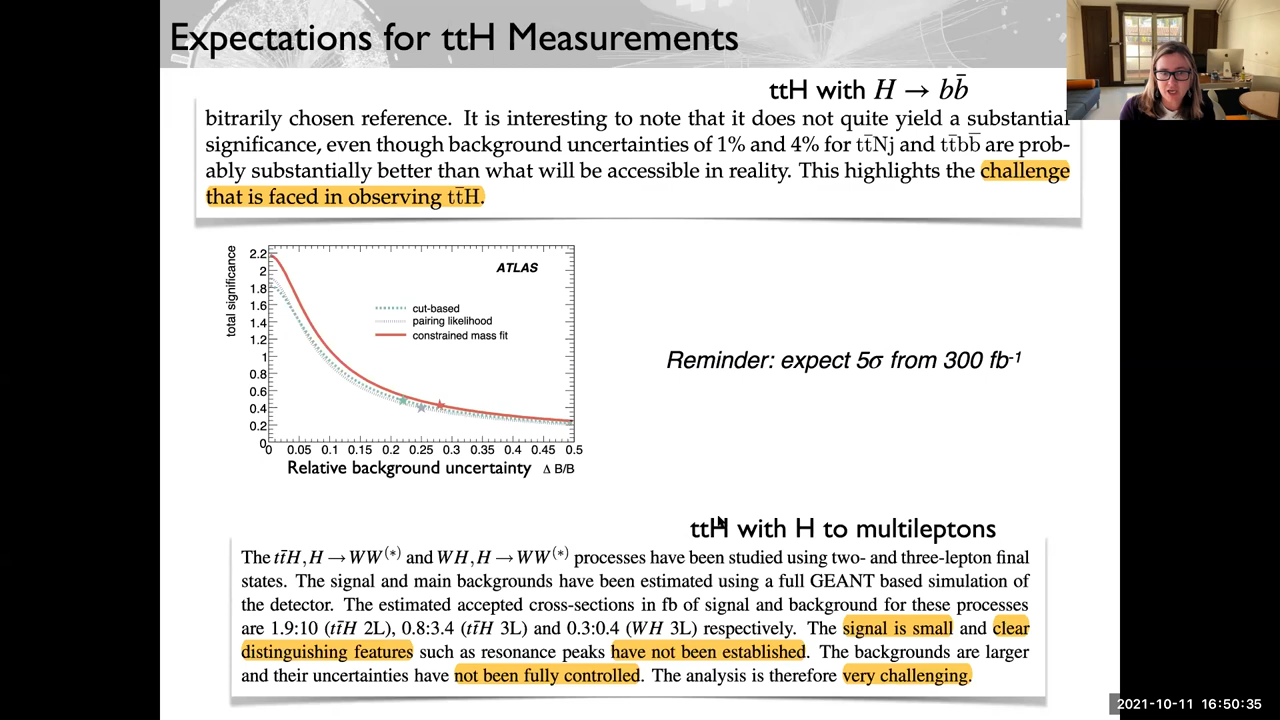 Expectations for ttH Measurements
ttH with H → bb̄
bitrarily chosen reference. It is interesting to note that it does not quite yield a substantial
significance, even though background uncertainties of 1% and 4% for tt̄Nj and tt̄bb̄ are prob-
ably substantially better than what will be accessible in reality. This highlights the challenge
that is faced in observing tt̄H.
total significance
2.2
2
1.8
1.6
1.4
1.2
1
0.8
0.6
0.4
0.2
0
ATLAS
cut-based
pairing likelihood
constrained mass fit
0 0.05 0.1 0.15 0.2 0.25 0.3 0.35 0.4 0.45 0.5
Relative background uncertainty Δ B/B
Reminder: expect 5σ from 300 fb⁻¹
ttH with H to multileptons
The tt̄H, H → WW(*) and WH, H → WW(*) processes have been studied using two- and three-lepton final
states. The signal and main backgrounds have been estimated using a full GEANT based simulation of
the detector. The estimated accepted cross-sections in fb of signal and background for these processes
are 1.9:10 (tt̄H 2L), 0.8:3.4 (tt̄H 3L) and 0.3:0.4 (WH 3L) respectively. The signal is small and clear
distinguishing features such as resonance peaks have not been established. The backgrounds are larger
and their uncertainties have not been fully controlled. The analysis is therefore very challenging.
2021-10-11 16:50:35